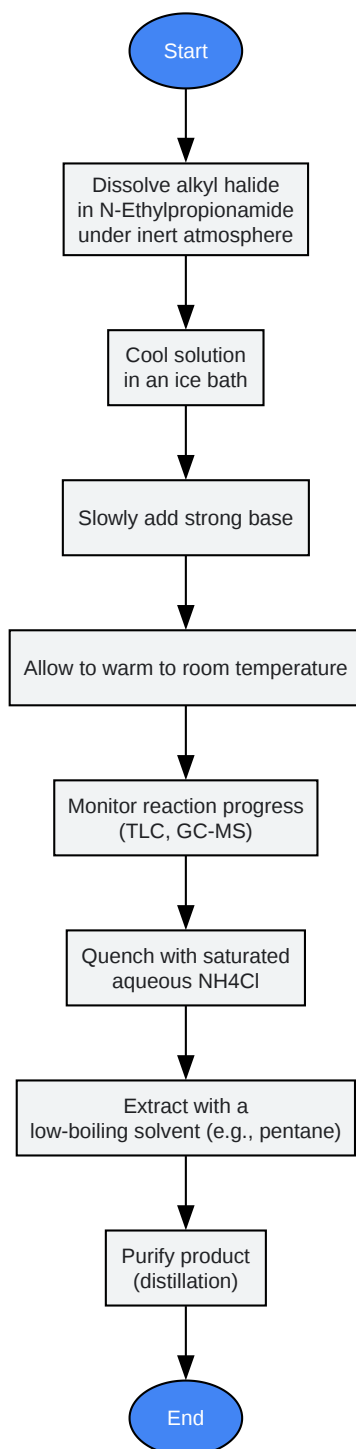 Start
Dissolve alkyl halide
in N-Ethylpropionamide
under inert atmosphere
Cool solution
in an ice bath
Slowly add strong base
Allow to warm to room temperature
Monitor reaction progress
(TLC, GC-MS)
Quench with saturated
aqueous NH4Cl
Extract with a
low-boiling solvent (e.g., pentane)
Purify product
(distillation)
End